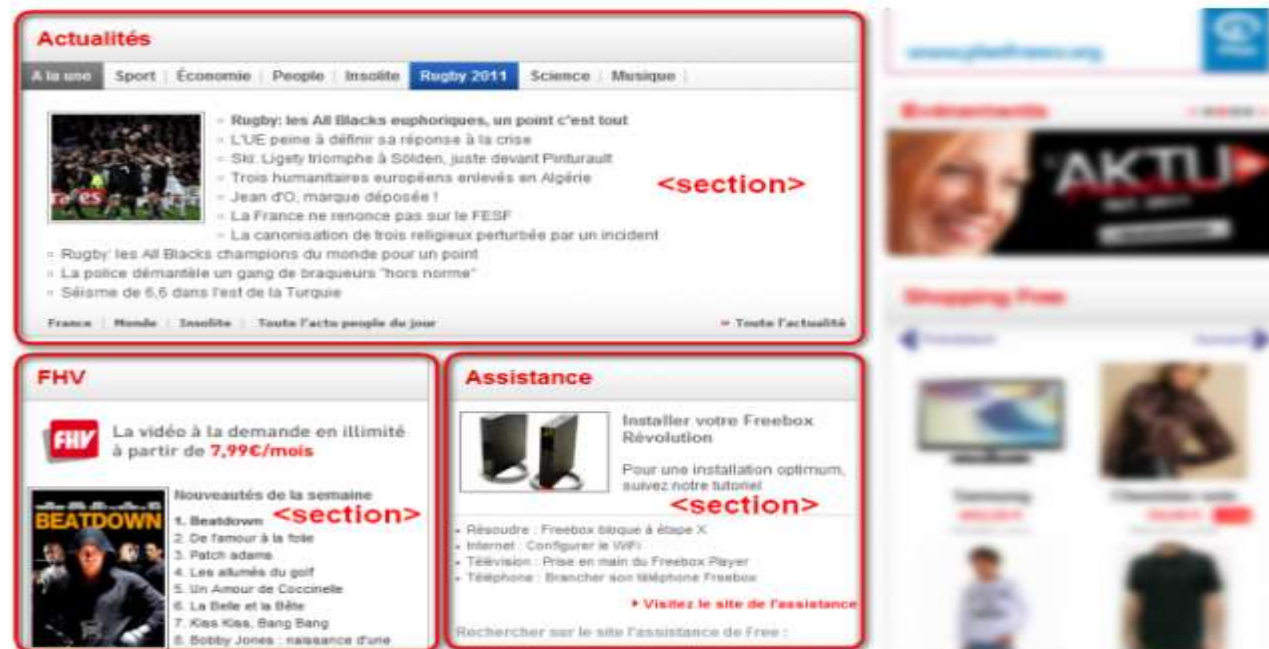 Actualités
A la une Sport Économie People Insolite Rugby 2011 Science Musique
Rugby: les All Blacks euphoriques, un point c'est tout
L'UE peine à définir sa réponse à la crise
Ski: Ligety triomphe à Sölden, juste devant Pinturault
Trois humanitaires européens enlevés en Algérie
<section>
Jean d'O, marque déposée !
La France ne renonce pas sur le FESF
La canonisation de trois religieux perturbée par un incident
Rugby: les All Blacks champions du monde pour un point
La police démantèle un gang de braqueurs "hors norme"
Séisme de 6,6 dans l'est de la Turquie
France Monde Insolite Toute l'actu people du jour
Toute l'actualité
FHV
FHV
La vidéo à la demande en illimité
à partir de 7,99€/mois
BEATDOWN
Nouveautés de la semaine
<section>
1. Beatdown
2. De l'amour à la folie
3. Patch adams
4. Les allumés du golf
5. Un Amour de Coccinelle
6. La Belle et la Bête
7. Kiss Kiss, Bang Bang
8. Bobby Jones : naissance d'une
Assistance
Installer votre Freebox
Révolution
Pour une installation optimum,
suivez notre tutoriel
<section>
Résoudre : Freebox bloque à étape X
Internet : Configurer le WiFi
Télévision : Prise en main du Freebox Player
Téléphone : Brancher son téléphone Freebox
Visitez le site de l'assistance
Rechercher sur le site l'assistance de Free :
Evénements
AKTU
Shopping Free
Samsung